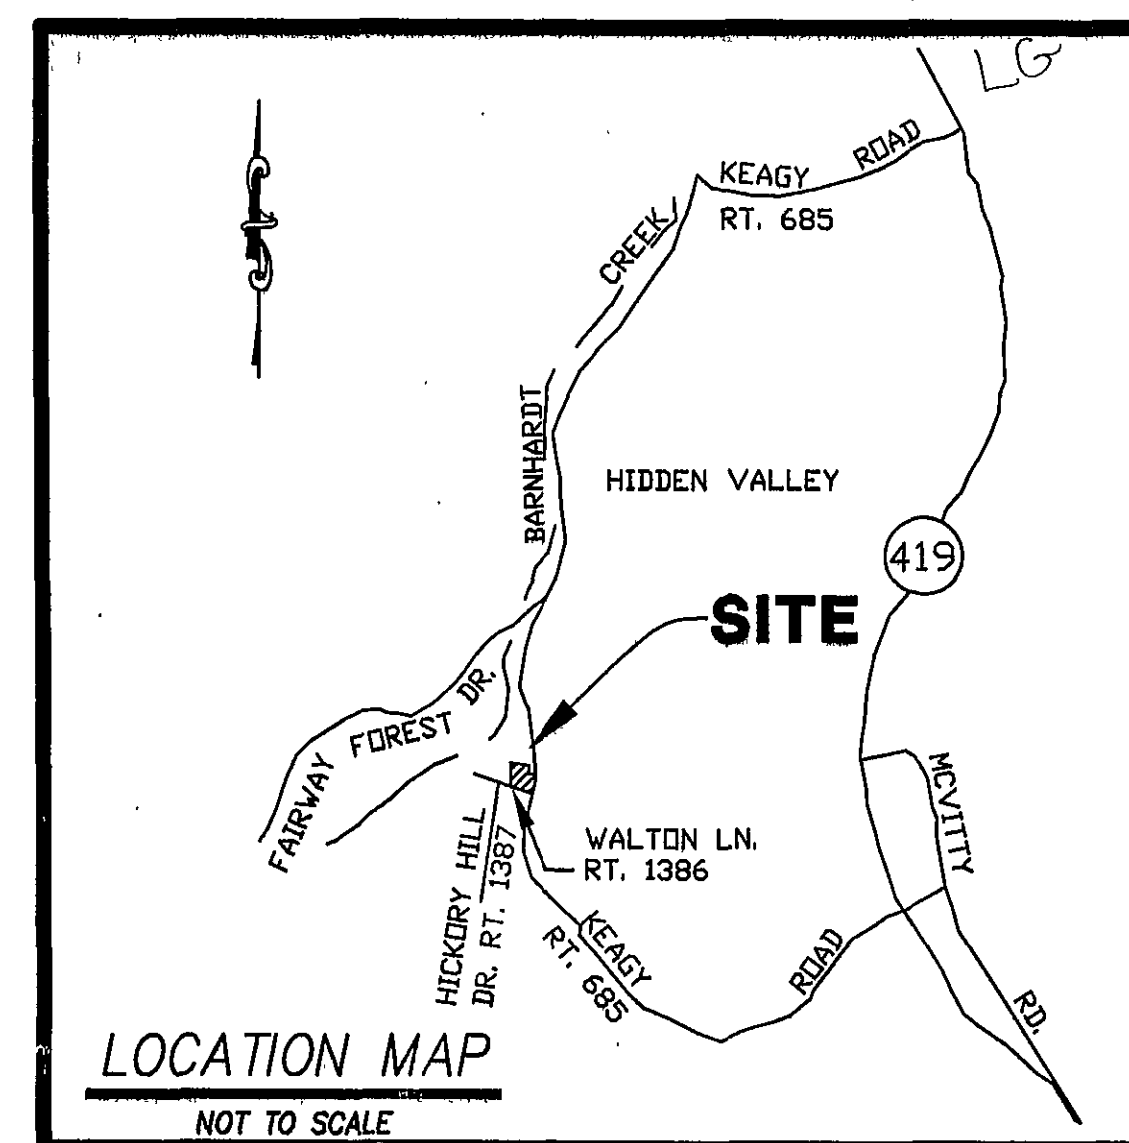 LG
KEAGY ROAD
RT. 685
BARNHARDT CREEK
HIDDEN VALLEY
419
SITE
FAIRWAY FOREST DR.
MCVITTY RD.
WALTON LN.
RT. 1386
HICKORY HILL
DR. RT. 1387
KEAGY ROAD
RT. 685
LOCATION MAP
NOT TO SCALE